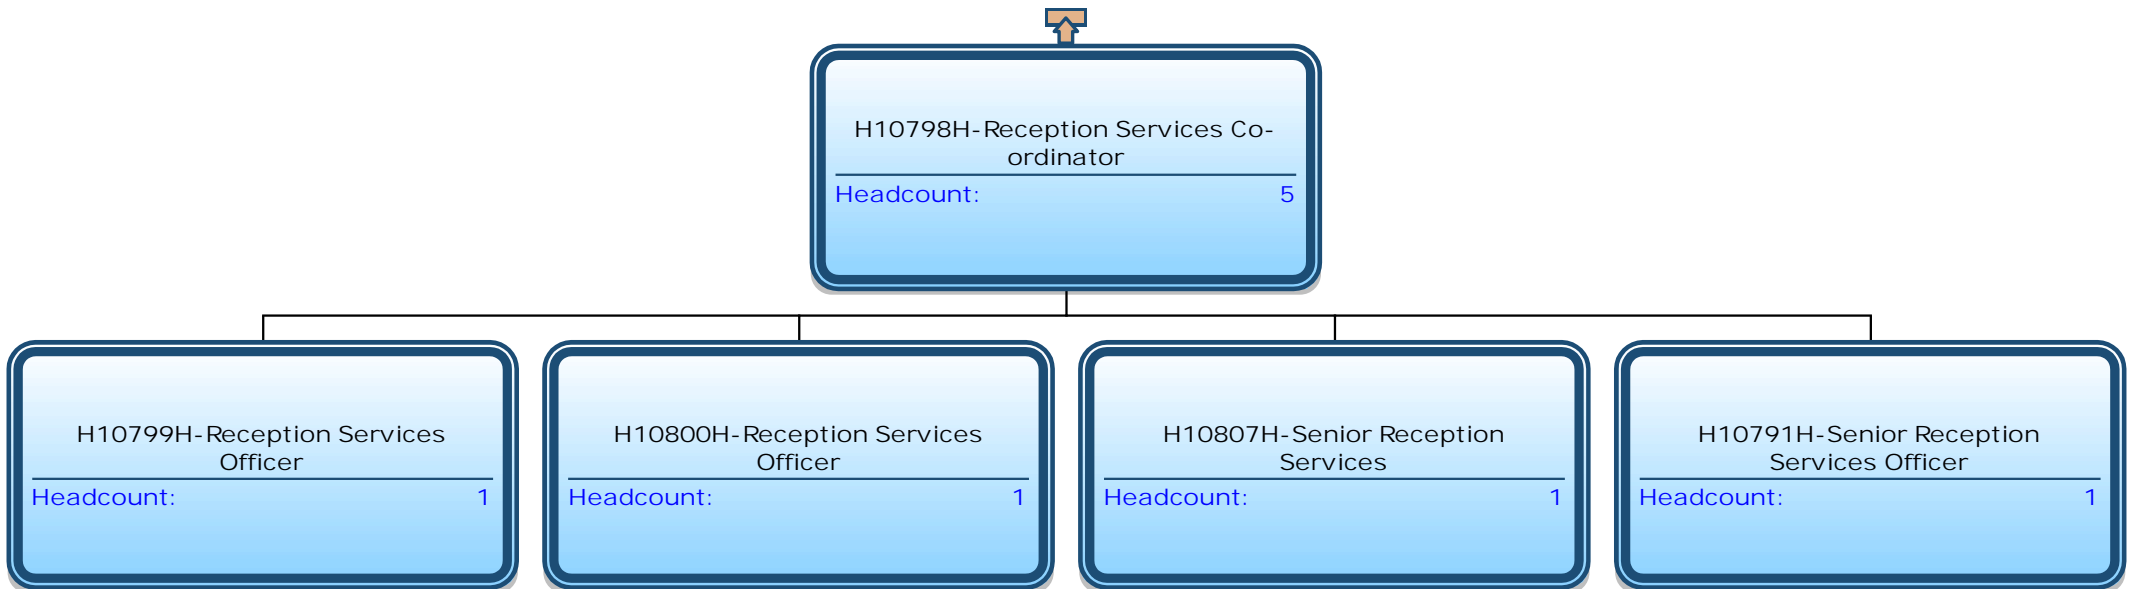 H10798H-Reception Services Co-
ordinator
Headcount: 5
H10799H-Reception Services
Officer
Headcount: 1
H10800H-Reception Services
Officer
Headcount: 1
H10807H-Senior Reception
Services
Headcount: 1
H10791H-Senior Reception
Services Officer
Headcount: 1